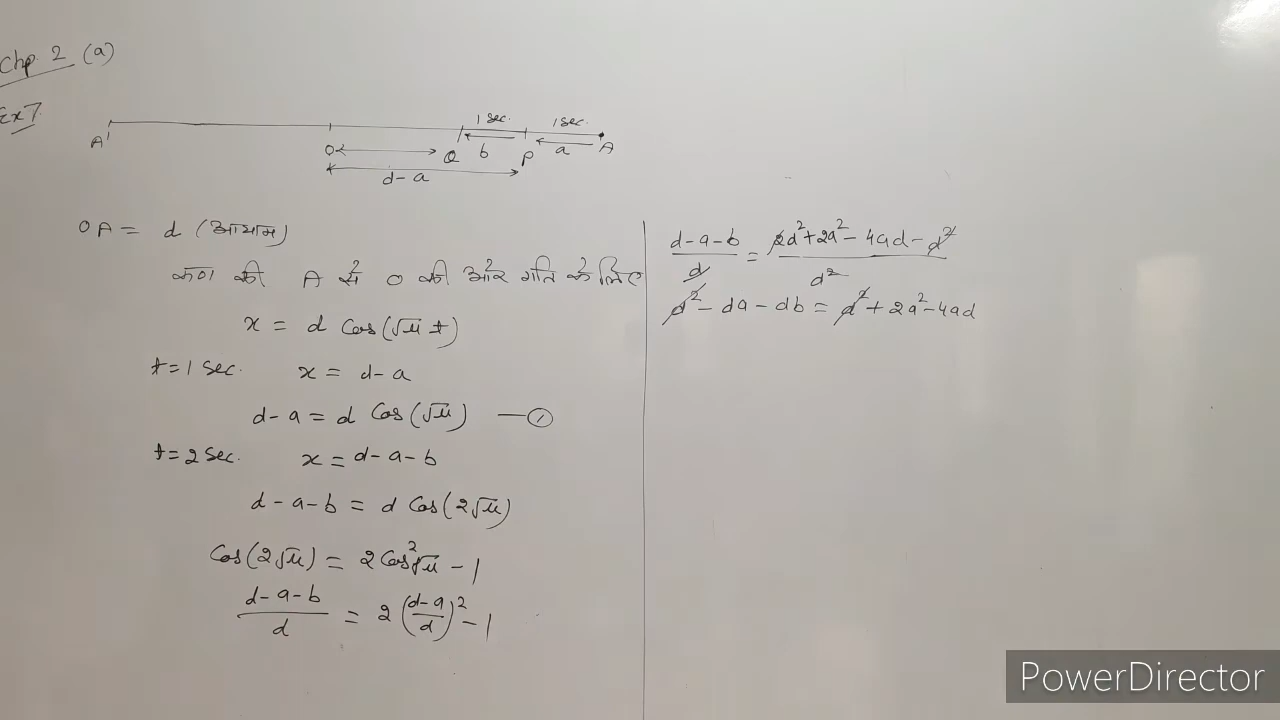 Chp. 2 (a)
Ex 7
1 sec. 1 sec.
A' O Q b P a A
d - a
OA = d (आयाम)
कण की A से O की ओर गति के लिए
x = d Cos(√μ t)
t = 1 Sec. x = d - a
d - a = d Cos(√μ) — ①
t = 2 Sec. x = d - a - b
d - a - b = d Cos(2√μ)
Cos(2√μ) = 2 Cos²√μ - 1
(d - a - b)/d = 2((d - a)/d)² - 1
(d - a - b)/d = (2d² + 2a² - 4ad - d²)/d²
d² - da - db = d² + 2a² - 4ad
PowerDirector